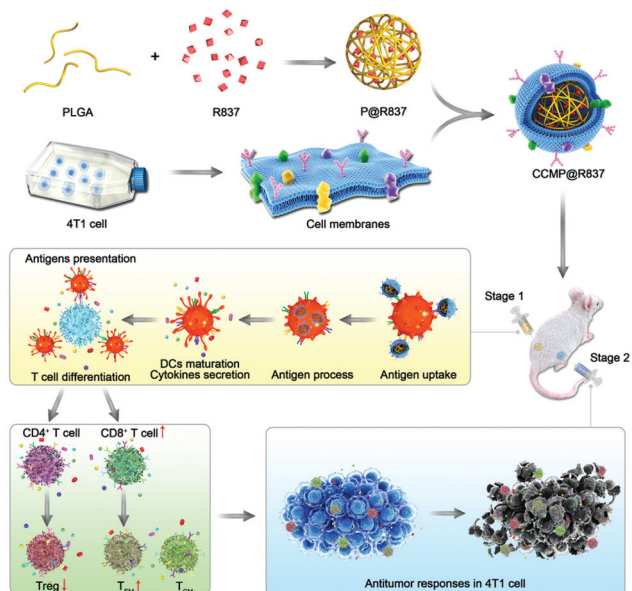 +
PLGA
R837
P@R837
4T1 cell
Cell membranes
CCMP@R837
Antigens presentation
T cell differentiation
DCs maturation
Cytokines secretion
Antigen process
Antigen uptake
Stage 1
Stage 2
CD4⁺ T cell
CD8⁺ T cell ↑
Treg ↓
Antitumor responses in 4T1 cell